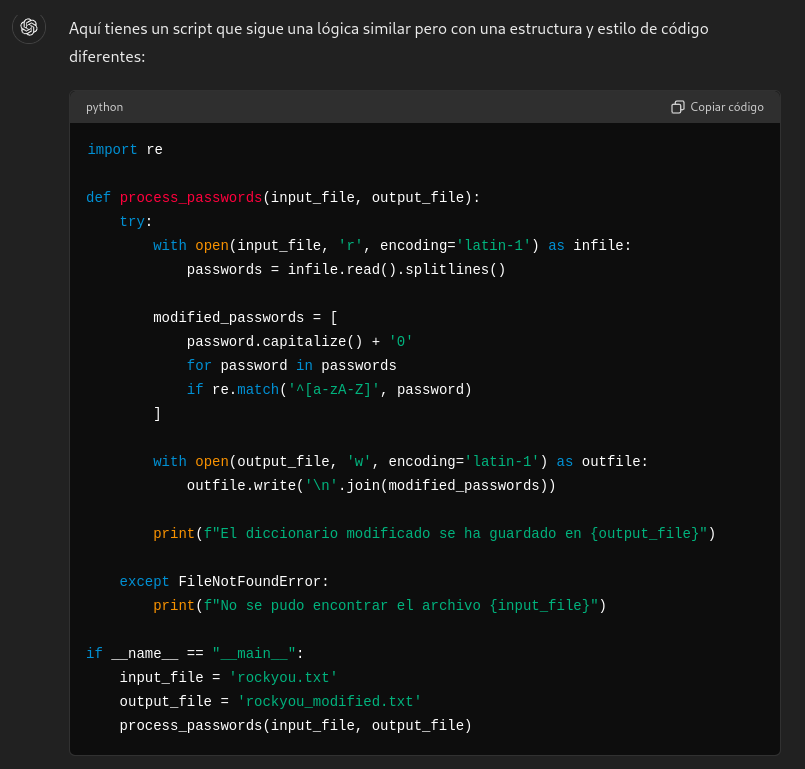 Aquí tienes un script que sigue una lógica similar pero con una estructura y estilo de código
diferentes:
python
Copiar código
import re
def process_passwords(input_file, output_file):
    try:
        with open(input_file, 'r', encoding='latin-1') as infile:
            passwords = infile.read().splitlines()
        modified_passwords = [
            password.capitalize() + '0'
            for password in passwords
            if re.match('^[a-zA-Z]', password)
        ]
        with open(output_file, 'w', encoding='latin-1') as outfile:
            outfile.write('\n'.join(modified_passwords))
        print(f"El diccionario modificado se ha guardado en {output_file}")
    except FileNotFoundError:
        print(f"No se pudo encontrar el archivo {input_file}")
if __name__ == "__main__":
    input_file = 'rockyou.txt'
    output_file = 'rockyou_modified.txt'
    process_passwords(input_file, output_file)